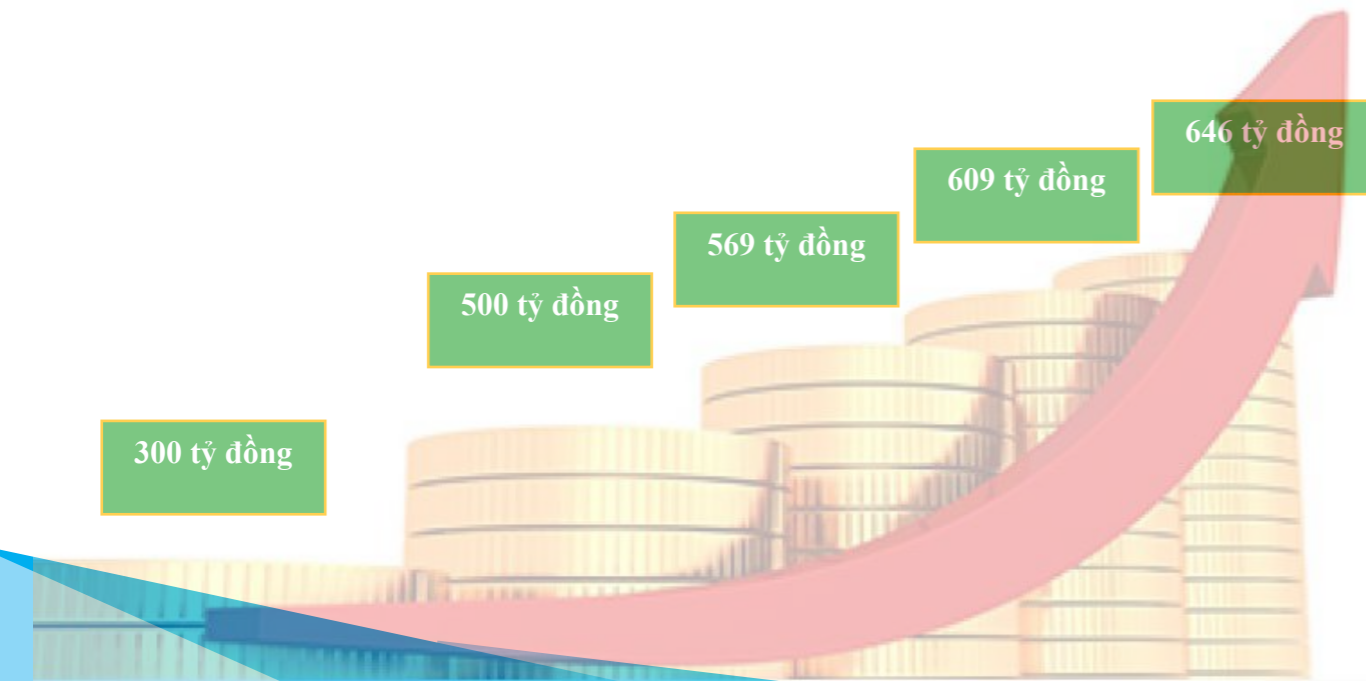 300 tỷ đồng
500 tỷ đồng
569 tỷ đồng
609 tỷ đồng
646 tỷ đồng